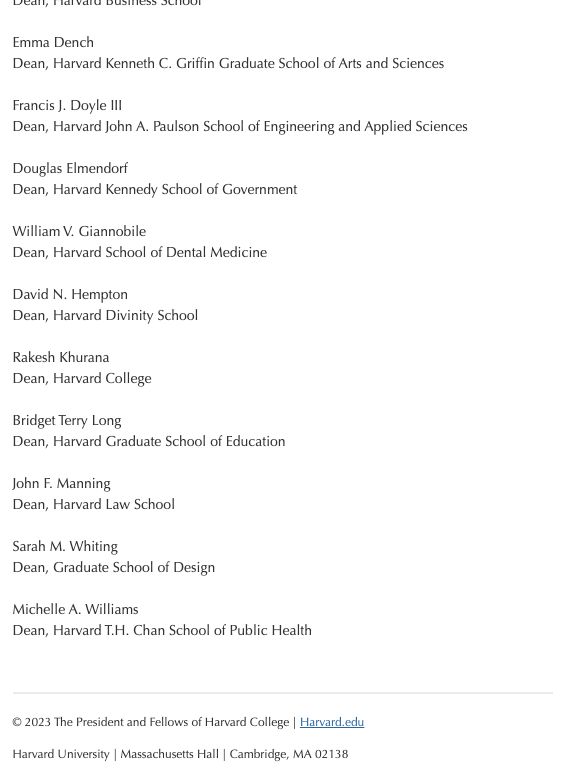 Dean, Harvard Business School
Emma Dench
Dean, Harvard Kenneth C. Griffin Graduate School of Arts and Sciences
Francis J. Doyle III
Dean, Harvard John A. Paulson School of Engineering and Applied Sciences
Douglas Elmendorf
Dean, Harvard Kennedy School of Government
William V. Giannobile
Dean, Harvard School of Dental Medicine
David N. Hempton
Dean, Harvard Divinity School
Rakesh Khurana
Dean, Harvard College
Bridget Terry Long
Dean, Harvard Graduate School of Education
John F. Manning
Dean, Harvard Law School
Sarah M. Whiting
Dean, Graduate School of Design
Michelle A. Williams
Dean, Harvard T.H. Chan School of Public Health
© 2023 The President and Fellows of Harvard College | Harvard.edu
Harvard University | Massachusetts Hall | Cambridge, MA 02138